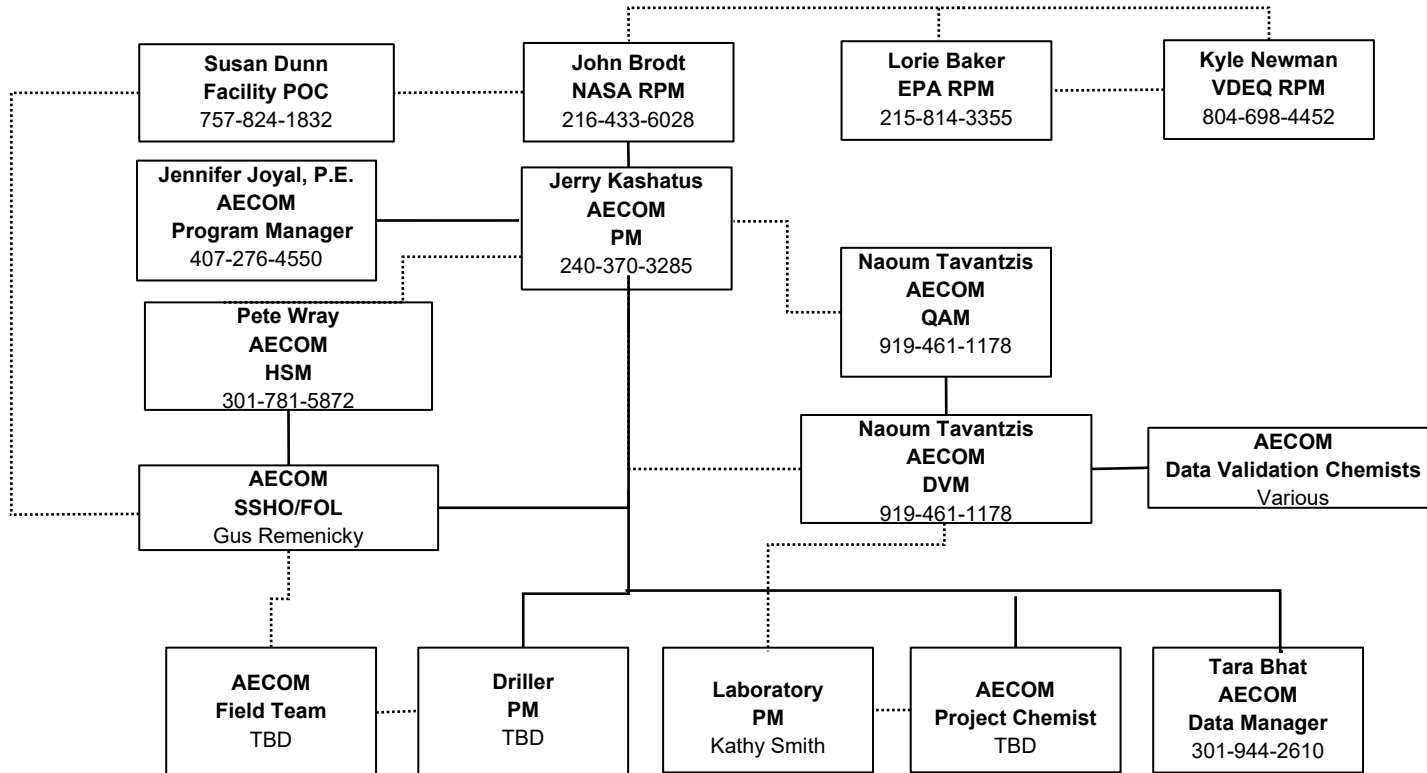 Susan Dunn
Facility POC
757-824-1832
John Brodt
NASA RPM
216-433-6028
Lorie Baker
EPA RPM
215-814-3355
Kyle Newman
VDEQ RPM
804-698-4452
Jennifer Joyal, P.E.
AECOM
Program Manager
407-276-4550
Jerry Kashatus
AECOM
PM
240-370-3285
Naoum Tavantzis
AECOM
QAM
919-461-1178
Pete Wray
AECOM
HSM
301-781-5872
Naoum Tavantzis
AECOM
DVM
919-461-1178
AECOM
Data Validation Chemists
Various
AECOM
SSHO/FOL
Gus Remenicky
AECOM
Field Team
TBD
Driller
PM
TBD
Laboratory
PM
Kathy Smith
AECOM
Project Chemist
TBD
Tara Bhat
AECOM
Data Manager
301-944-2610